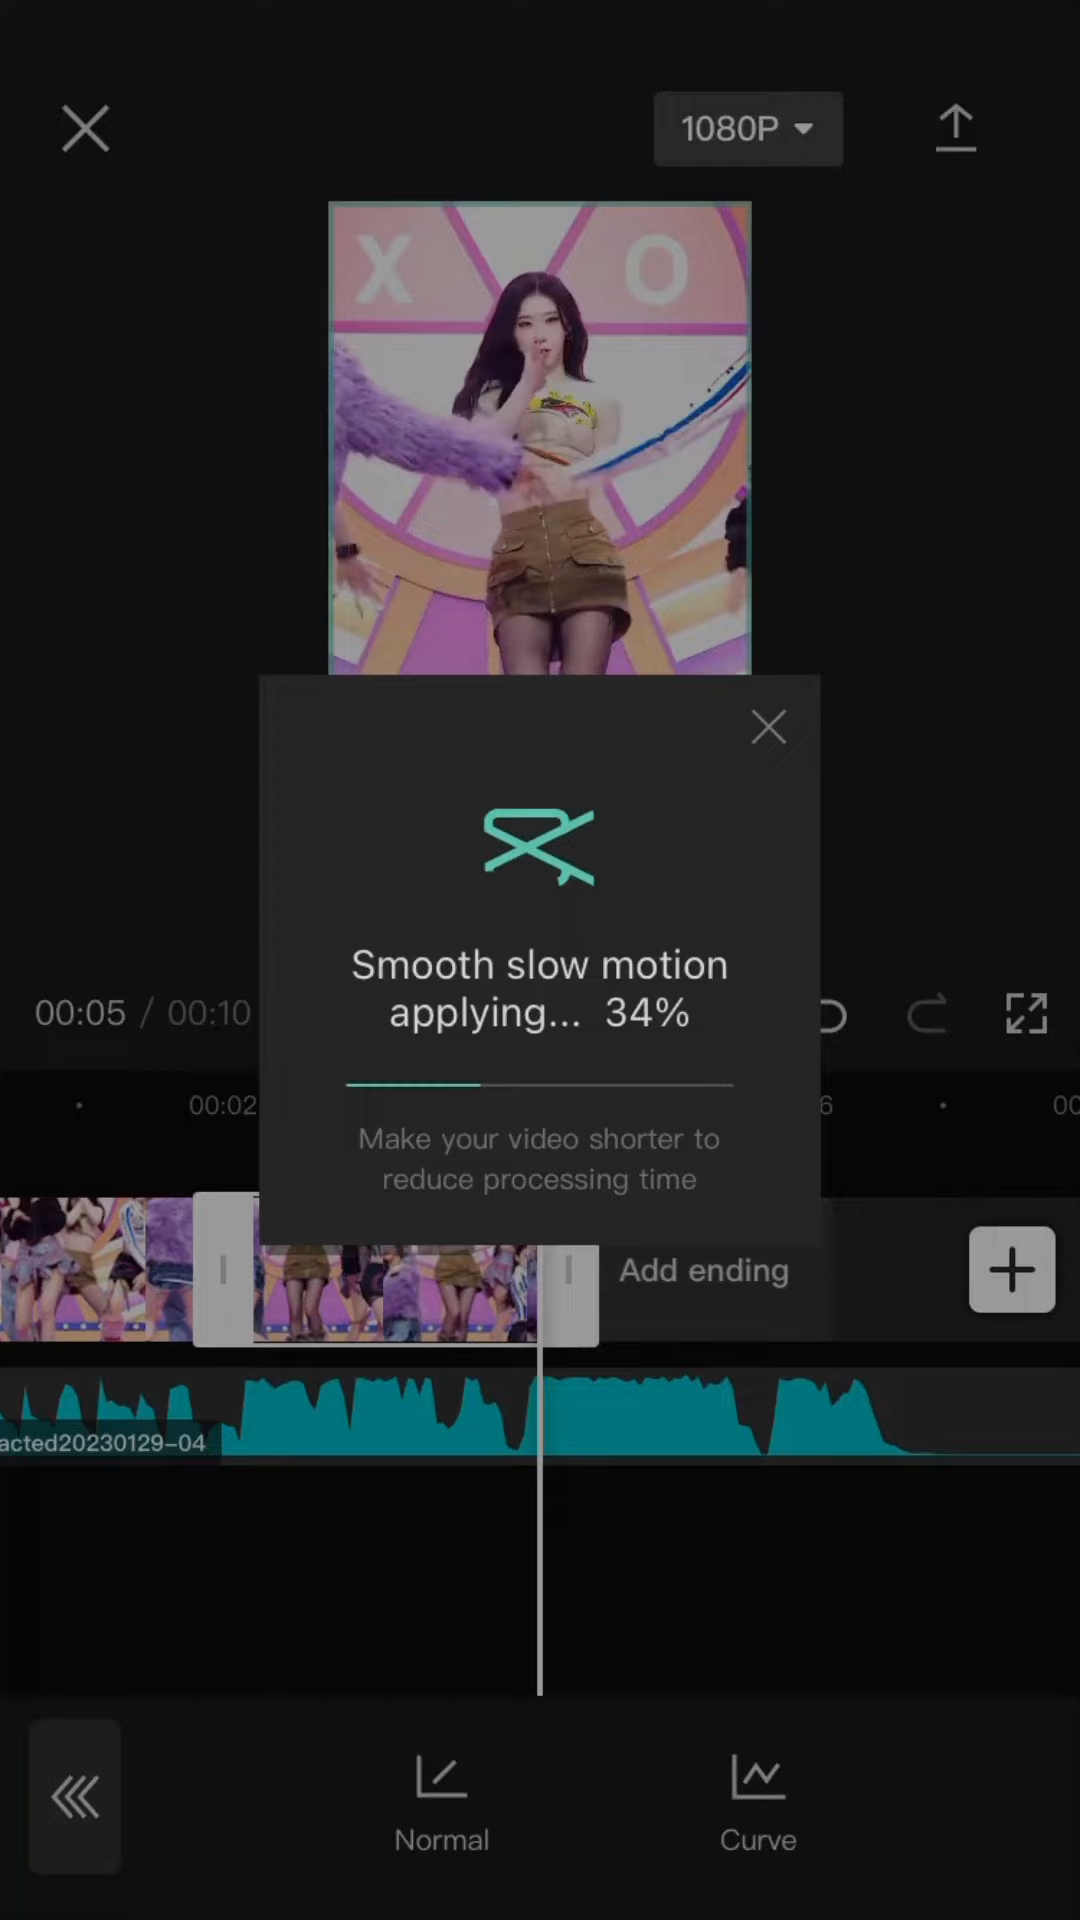 1080P
X O
Smooth slow motion
applying... 34%
00:05 / 00:10
00:02
6
00
Make your video shorter to
reduce processing time
Add ending
acted20230129-04
Normal
Curve